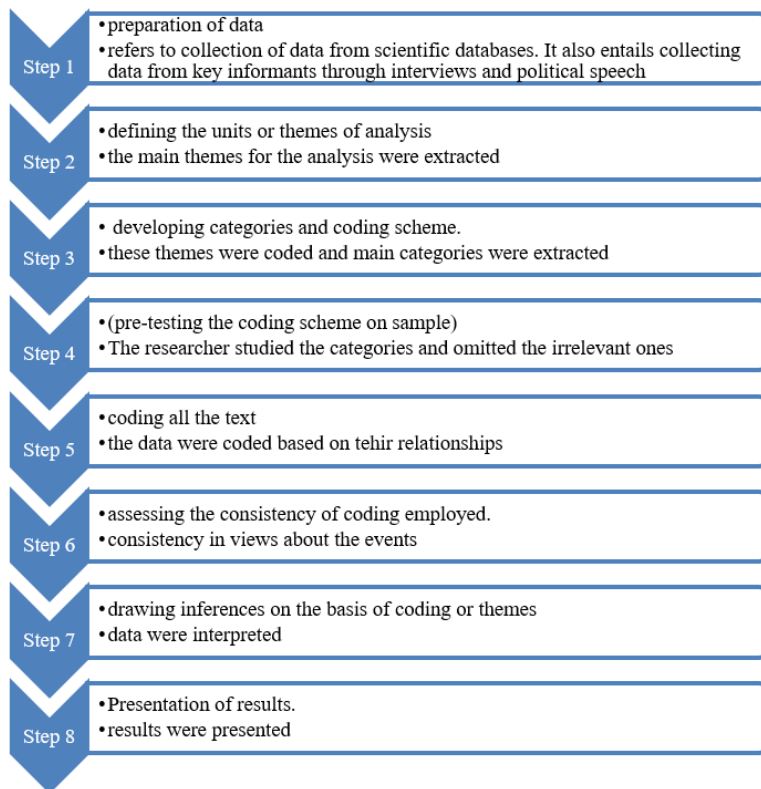 Step 1
•preparation of data
•refers to collection of data from scientific databases. It also entails collecting
data from key informants through interviews and political speech
Step 2
•defining the units or themes of analysis
•the main themes for the analysis were extracted
Step 3
• developing categories and coding scheme.
•these themes were coded and main categories were extracted
Step 4
•(pre-testing the coding scheme on sample)
•The researcher studied the categories and omitted the irrelevant ones
Step 5
•coding all the text
•the data were coded based on tehir relationships
Step 6
•assessing the consistency of coding employed.
•consistency in views about the events
Step 7
•drawing inferences on the basis of coding or themes
•data were interpreted
Step 8
•Presentation of results.
•results were presented